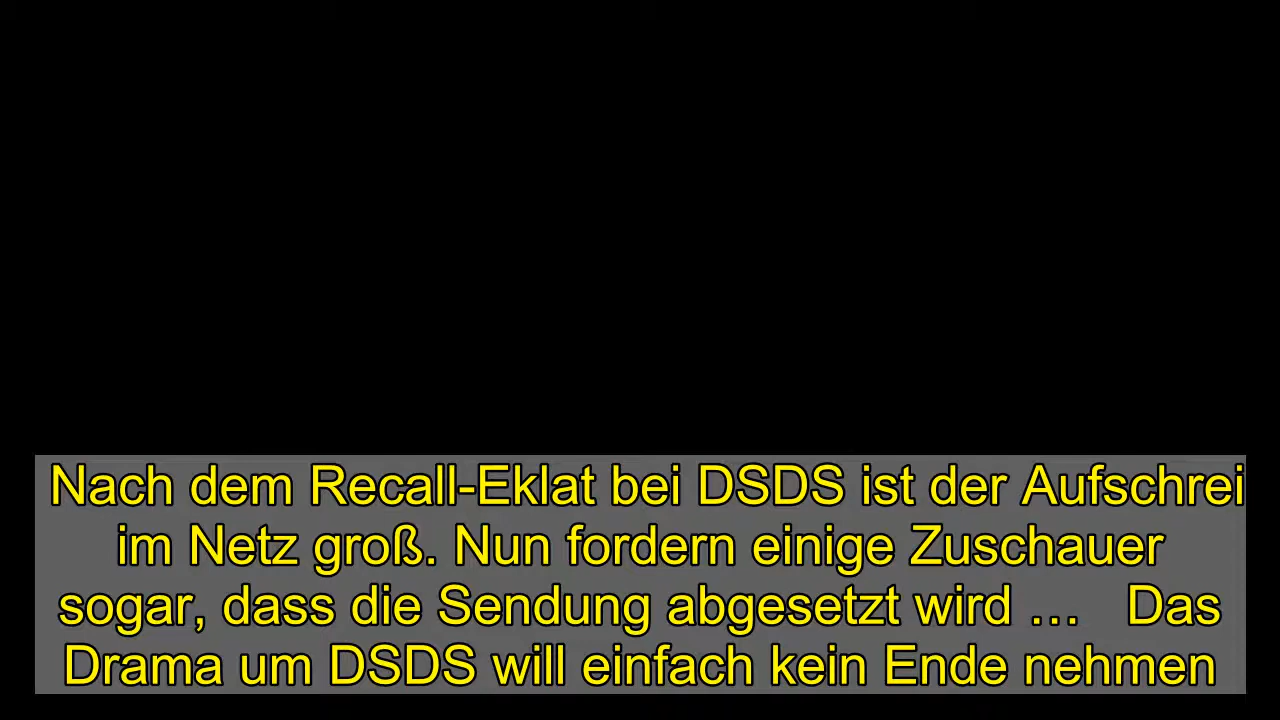 Nach dem Recall-Eklat bei DSDS ist der Aufschrei
im Netz groß. Nun fordern einige Zuschauer
sogar, dass die Sendung abgesetzt wird … Das
Drama um DSDS will einfach kein Ende nehmen